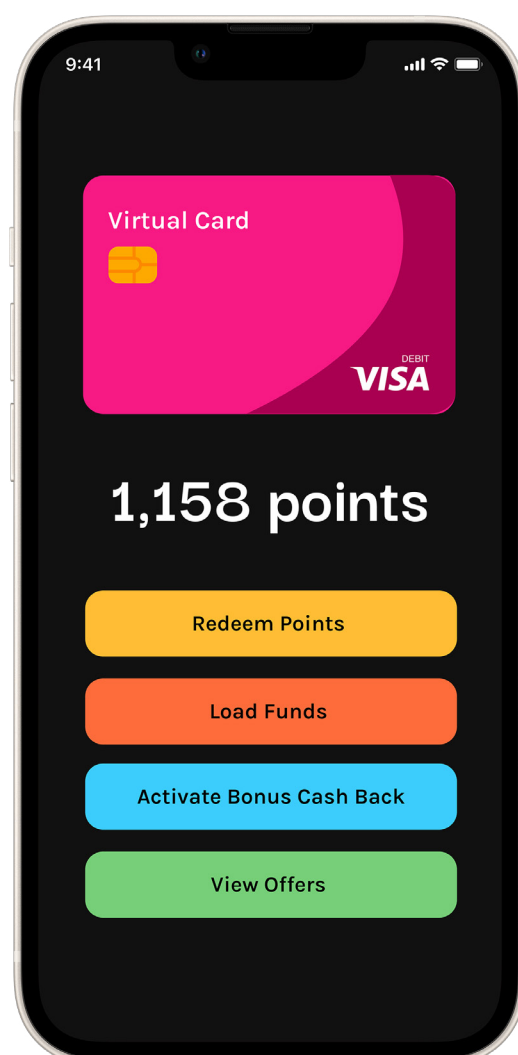 9:41
Virtual Card
DEBIT
VISA
1,158 points
Redeem Points
Load Funds
Activate Bonus Cash Back
View Offers